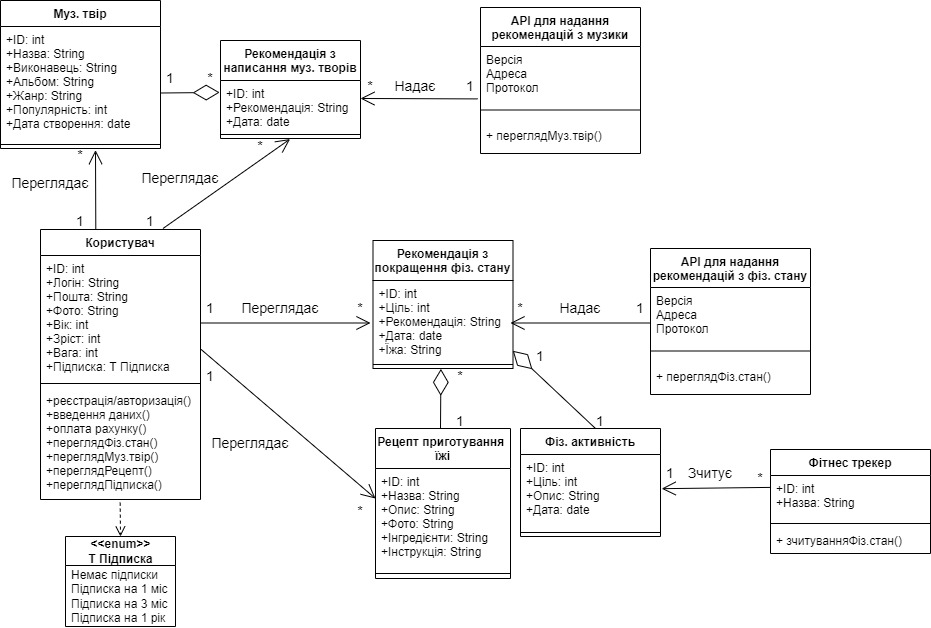 Муз. твір
+ID: int
+Назва: String
+Виконавець: String
+Альбом: String
+Жанр: String
+Популярність: int
+Дата створення: date
1
*
Рекомендація з
написання муз. творів
+ID: int
+Рекомендація: String
+Дата: date
*
Надає
1
API для надання
рекомендацій з музики
Версія
Адреса
Протокол
+ переглядМуз.твір()
*
Переглядає
1
*
Переглядає
1
Користувач
+ID: int
+Логін: String
+Пошта: String
+Фото: String
+Вік: int
+Зріст: int
+Вага: int
+Підписка: Т Підписка
+реєстрація/авторизація()
+введення даних()
+оплата рахунку()
+переглядФіз.стан()
+переглядМуз.твір()
+переглядРецепт()
+переглядПідписка()
1
Переглядає
*
Рекомендація з
покращення фіз. стану
+ID: int
+Ціль: int
+Рекомендація: String
+Дата: date
+Їжа: String
*
Надає
1
API для надання
рекомендацій з фіз. стану
Версія
Адреса
Протокол
+ переглядФіз.стан()
1
Переглядає
*
*
1
1
1
Рецепт приготування
їжі
+ID: int
+Назва: String
+Опис: String
+Фото: String
+Інгредієнти: String
+Інструкція: String
Фіз. активність
+ID: int
+Ціль: int
+Опис: String
+Дата: date
1
Зчитує
*
Фітнес трекер
+ID: int
+Назва: String
+ зчитуванняФіз.стан()
<<enum>>
Т Підписка
Немає підписки
Підписка на 1 міс
Підписка на 3 міс
Підписка на 1 рік